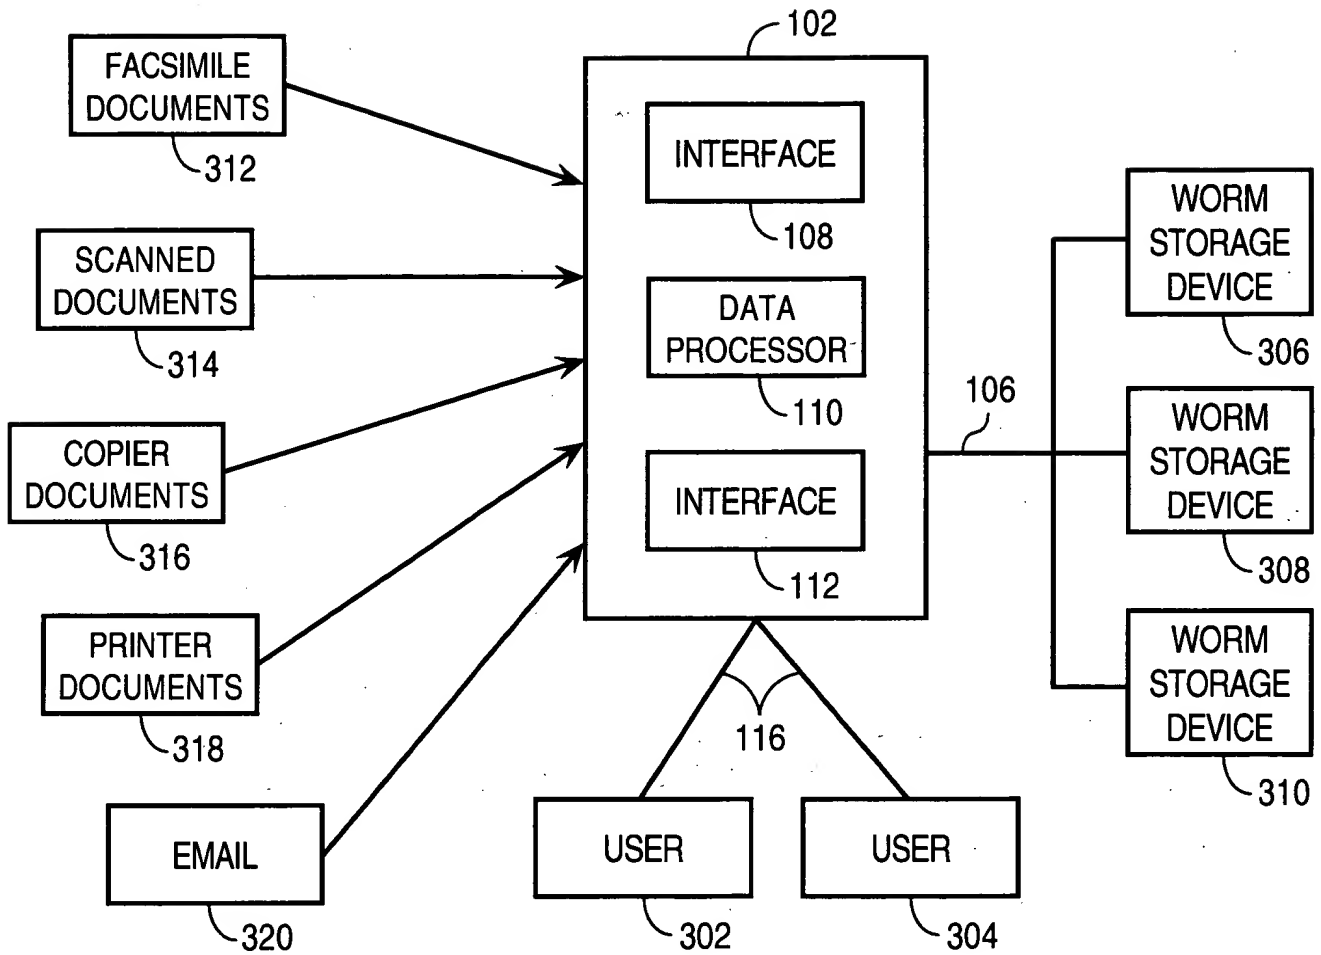 102
FACSIMILE
DOCUMENTS
312
SCANNED
DOCUMENTS
314
COPIER
DOCUMENTS
316
PRINTER
DOCUMENTS
318
EMAIL
320
INTERFACE
108
DATA
PROCESSOR
110
INTERFACE
112
106
WORM
STORAGE
DEVICE
306
WORM
STORAGE
DEVICE
308
WORM
STORAGE
DEVICE
310
116
USER
302
USER
304